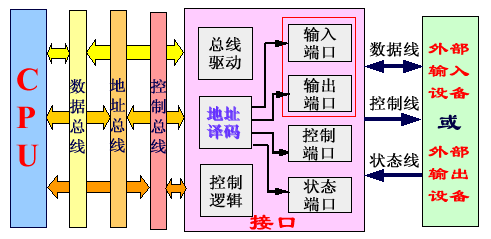 CPU
数据总线
地址总线
控制总线
总线
驱动
地址
译码
控制
逻辑
输入
端口
输出
端口
控制
端口
状态
端口
接口
数据线
控制线
状态线
外部
输入
设备
或
外部
输出
设备